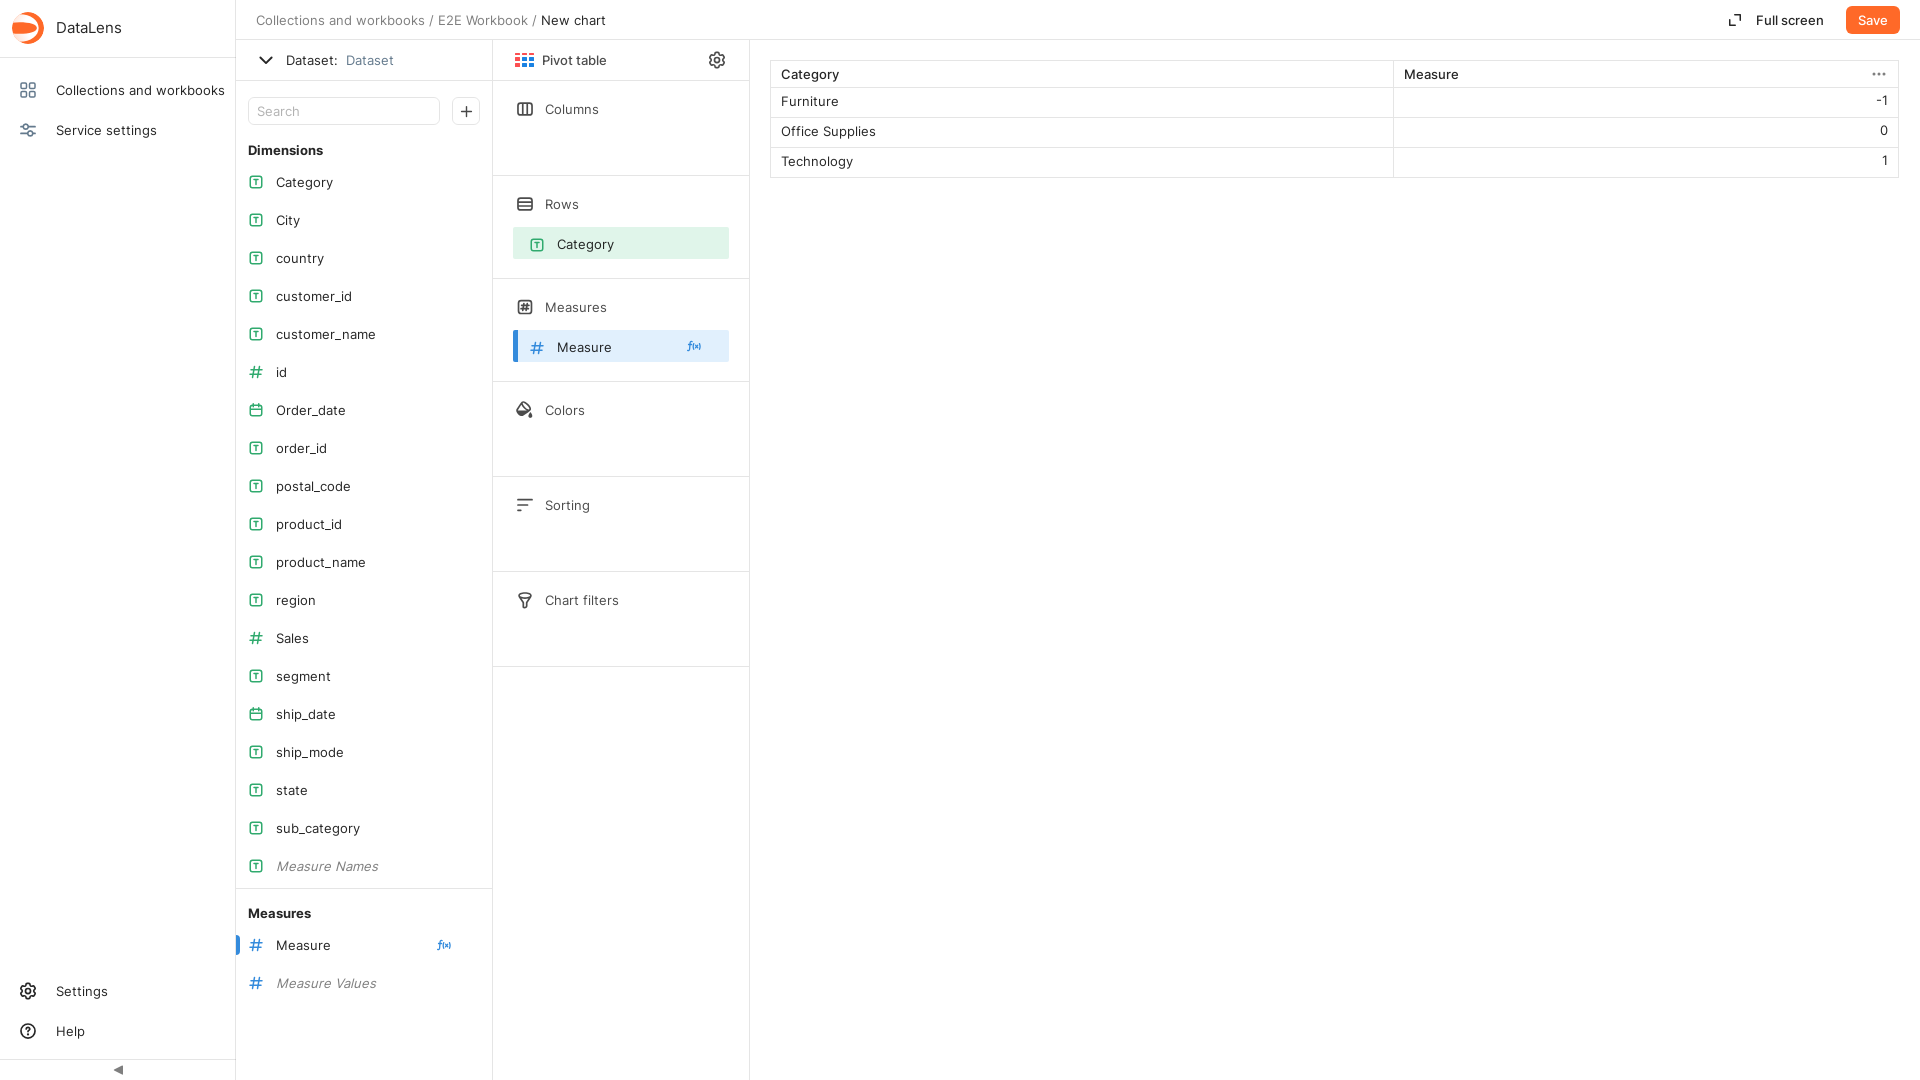 DataLens
Collections and workbooks
Service settings
Settings
Help
Collections and workbooks / E2E Workbook / New chart
Full screen
Save
Dataset: Dataset
Search
Dimensions
Category
City
country
customer_id
customer_name
id
Order_date
order_id
postal_code
product_id
product_name
region
Sales
segment
ship_date
ship_mode
state
sub_category
Measure Names
Measures
Measure
Measure Values
Pivot table
Columns
Rows
Category
Measures
Measure
Colors
Sorting
Chart filters
Category Measure
Furniture -1
Office Supplies 0
Technology 1